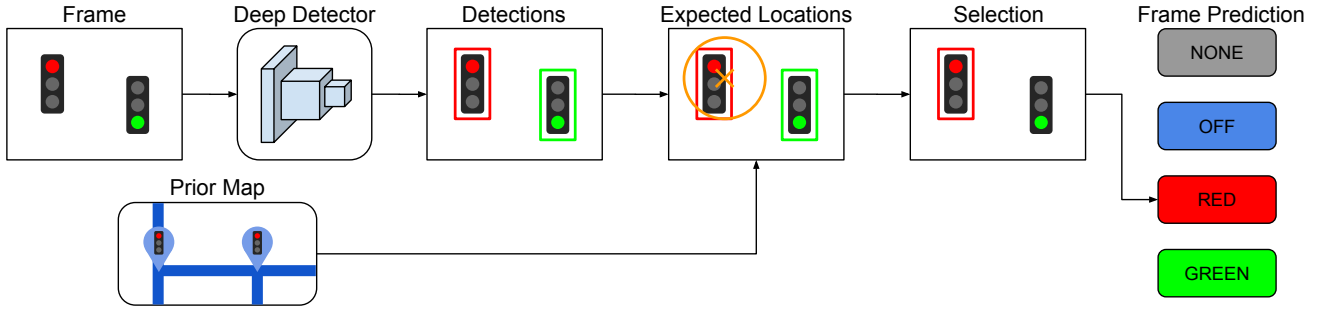 Frame
Deep Detector
Detections
Expected Locations
Selection
Frame Prediction
NONE
OFF
Prior Map
RED
GREEN